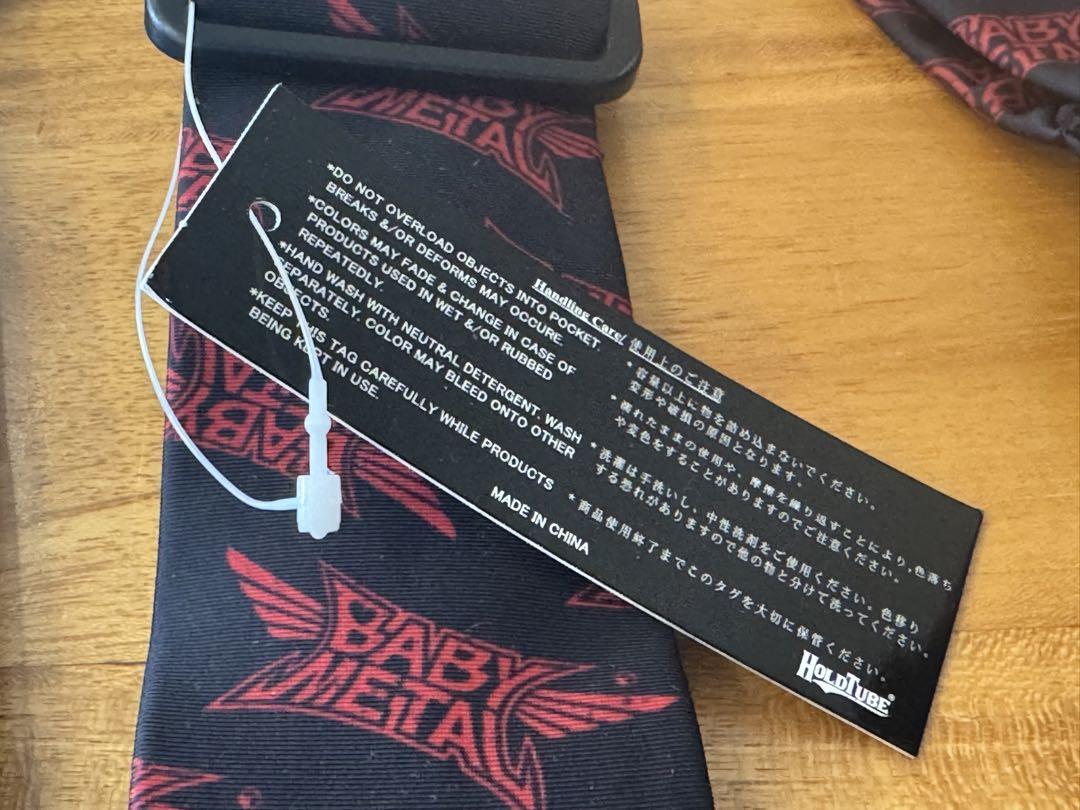 BABY
METAL
BABY
METAL
*DO NOT OVERLOAD OBJECTS INTO POCKET.
BREAKS &/OR DEFORMS MAY OCCURE.
*COLORS MAY FADE & CHANGE IN CASE OF
PRODUCTS USED IN WET &/OR RUBBED
REPEATEDLY.
*HAND WASH WITH NEUTRAL DETERGENT. WASH
SEPARATELY. COLOR MAY BLEED ONTO OTHER
OBJECTS.
*KEEP THIS TAG CAREFULLY WHILE PRODUCTS
BEING KEPT IN USE.
MADE IN CHINA
Handling Care/使用上のご注意
*容量以上に物を詰め込まないでください。
変形や破損の原因となります。
*濡れたままの使用や、摩擦を繰り返すことにより、色落ち
や変色をすることがありますのでご注意ください。
*洗濯は手洗いし、中性洗剤をご使用ください。色移り
する恐れがありますので他の物と分けて洗ってください。
*商品使用終了までこのタグを大切に保管ください。
HOLDTUBE®
BABY
METAL